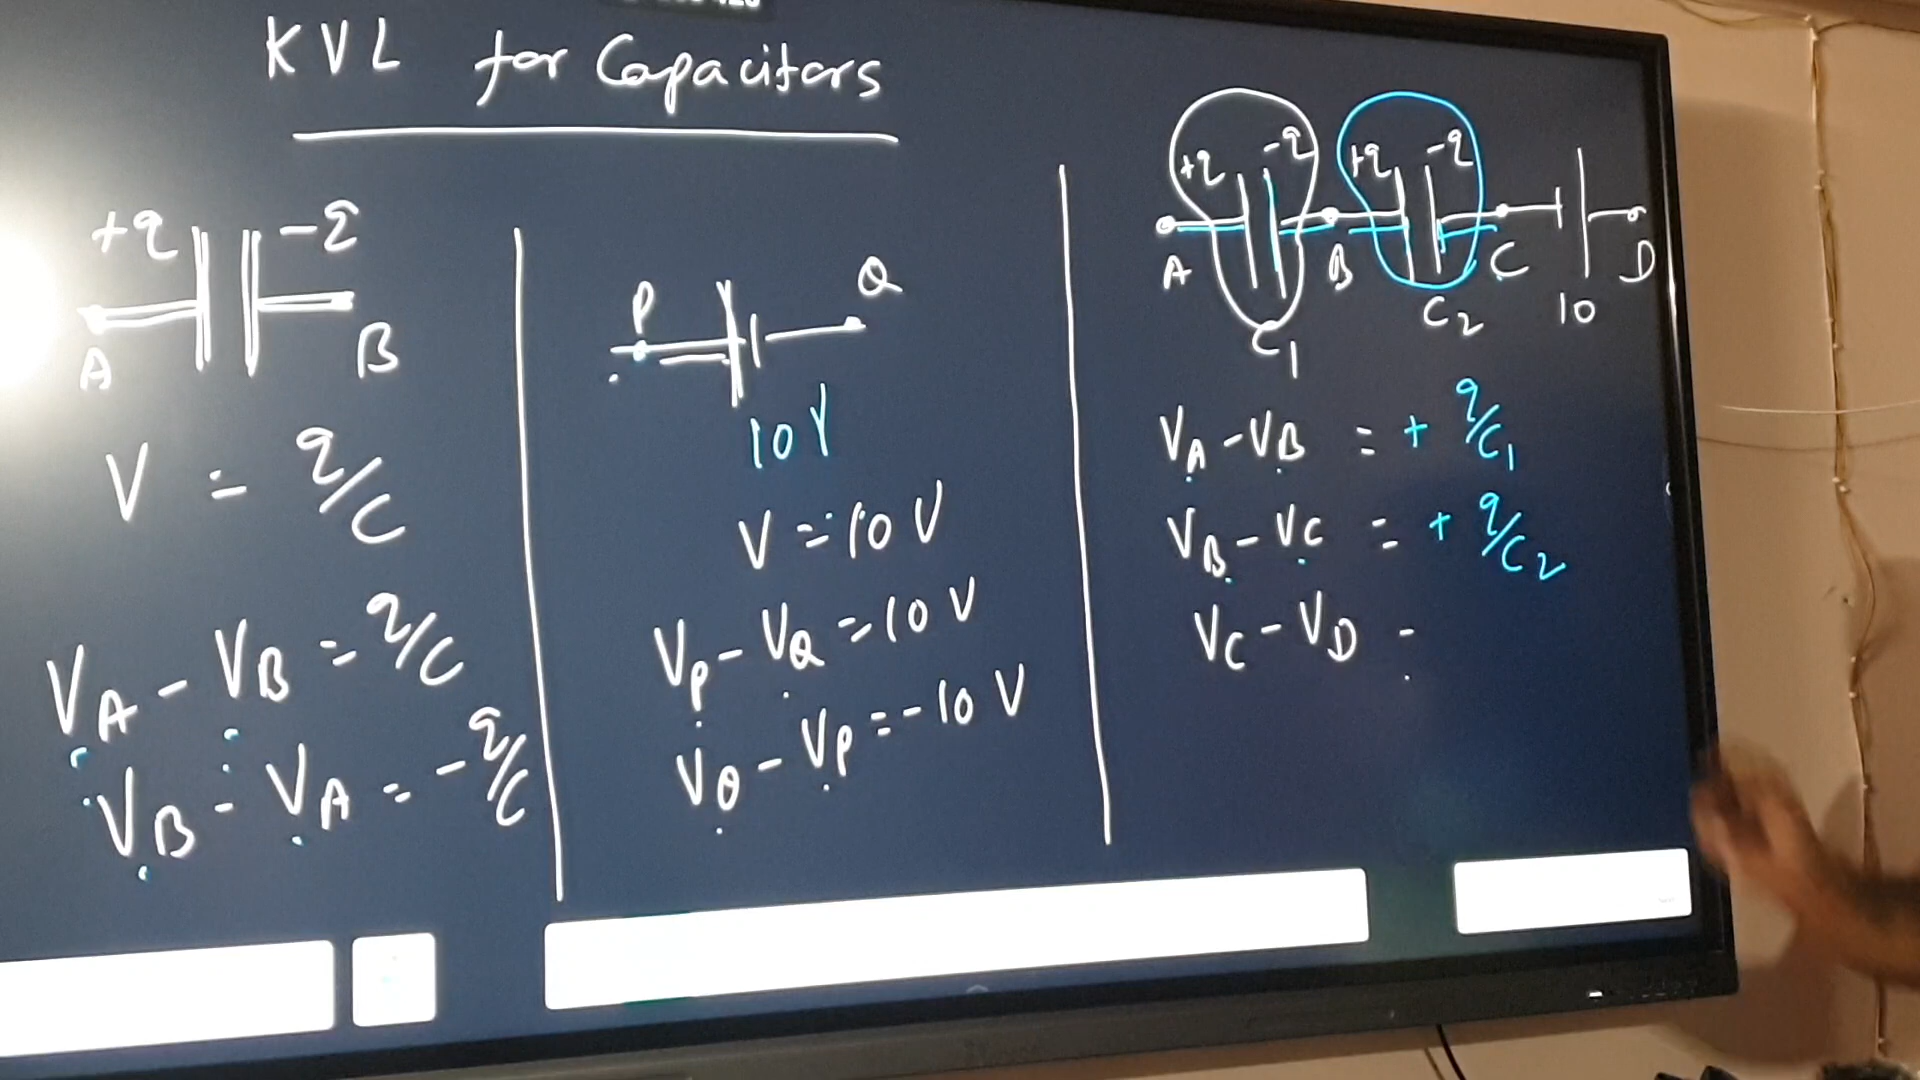 KVL for Capacitors
+q -q
A B
V = q/C
VA - VB = q/C
VB - VA = -q/C
P Q
10V
V = 10 V
VP - VQ = 10 V
VQ - VP = -10 V
+q -q +q -q
A B C D
C1 C2 10
VA - VB = + q/C1
VB - VC = + q/C2
VC - VD =